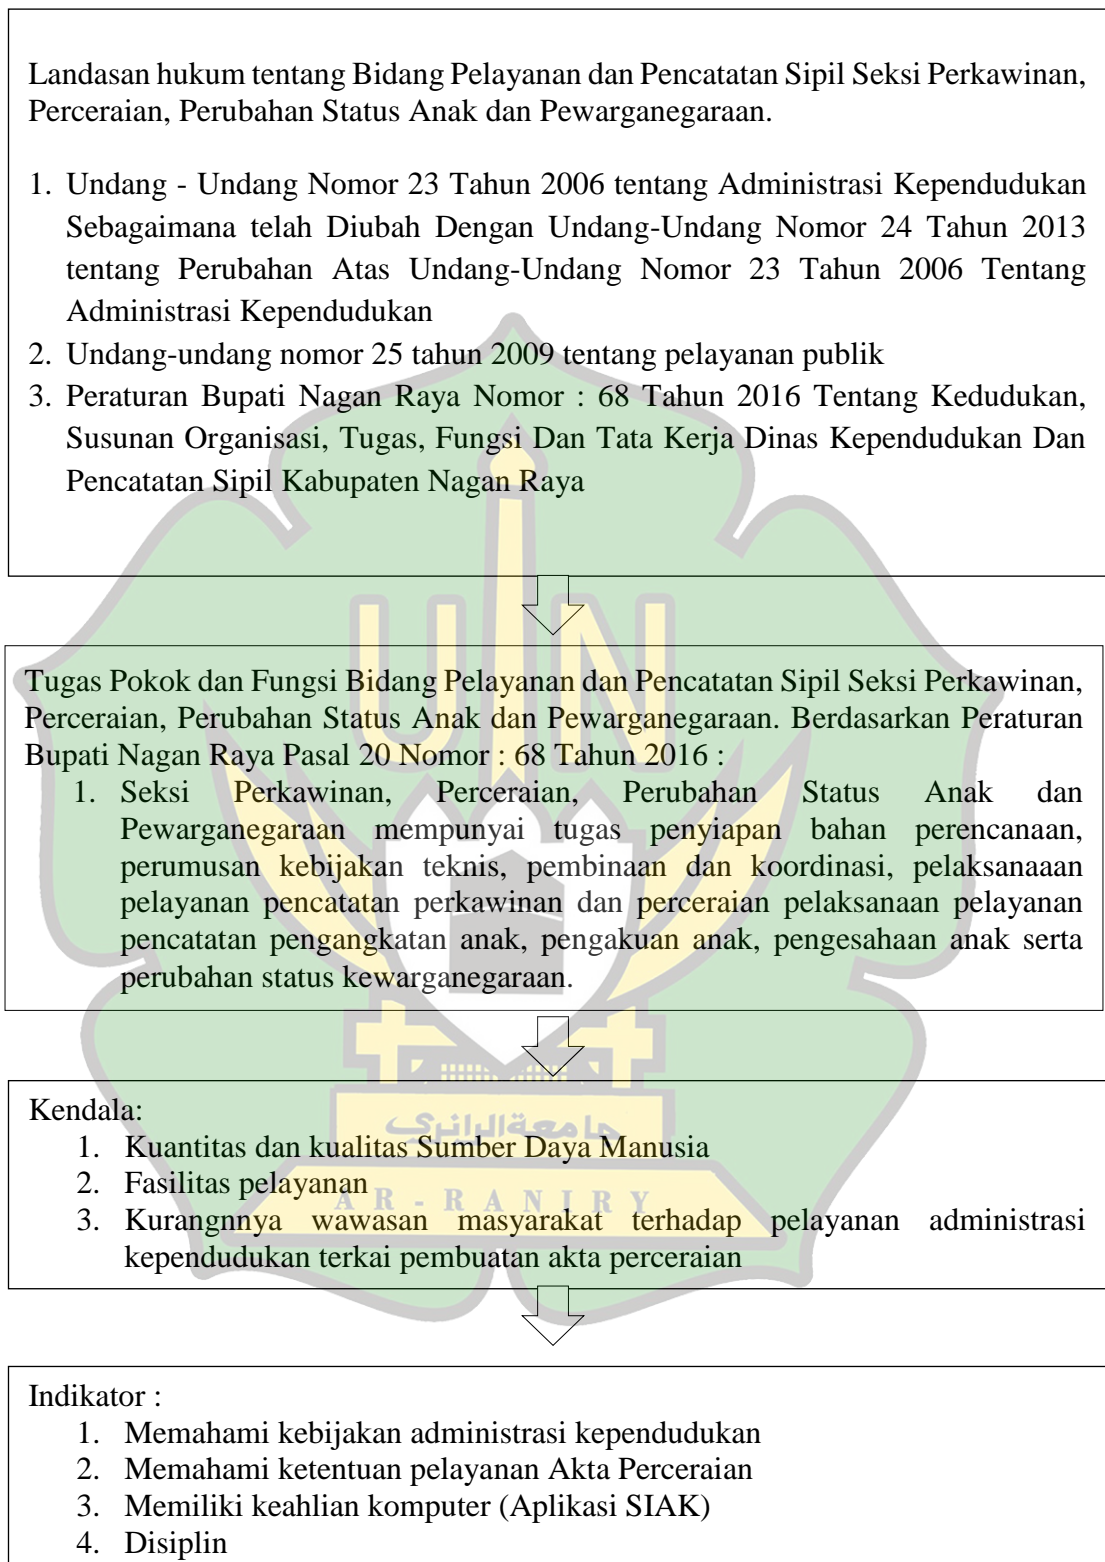 Landasan hukum tentang Bidang Pelayanan dan Pencatatan Sipil Seksi Perkawinan,
Perceraian, Perubahan Status Anak dan Pewarganegaraan.
1. Undang - Undang Nomor 23 Tahun 2006 tentang Administrasi Kependudukan
Sebagaimana telah Diubah Dengan Undang-Undang Nomor 24 Tahun 2013
tentang Perubahan Atas Undang-Undang Nomor 23 Tahun 2006 Tentang
Administrasi Kependudukan
2. Undang-undang nomor 25 tahun 2009 tentang pelayanan publik
3. Peraturan Bupati Nagan Raya Nomor : 68 Tahun 2016 Tentang Kedudukan,
Susunan Organisasi, Tugas, Fungsi Dan Tata Kerja Dinas Kependudukan Dan
Pencatatan Sipil Kabupaten Nagan Raya
UIN
Tugas Pokok dan Fungsi Bidang Pelayanan dan Pencatatan Sipil Seksi Perkawinan,
Perceraian, Perubahan Status Anak dan Pewarganegaraan. Berdasarkan Peraturan
Bupati Nagan Raya Pasal 20 Nomor : 68 Tahun 2016 :
1. Seksi Perkawinan, Perceraian, Perubahan Status Anak dan
Pewarganegaraan mempunyai tugas penyiapan bahan perencanaan,
perumusan kebijakan teknis, pembinaan dan koordinasi, pelaksanaaan
pelayanan pencatatan perkawinan dan perceraian pelaksanaan pelayanan
pencatatan pengangkatan anak, pengakuan anak, pengesahaan anak serta
perubahan status kewarganegaraan.
Kendala:
جامعةالرانري
1. Kuantitas dan kualitas Sumber Daya Manusia
2. Fasilitas pelayanan
AR-RANIRY
3. Kurangnnya wawasan masyarakat terhadap pelayanan administrasi
kependudukan terkai pembuatan akta perceraian
Indikator :
1. Memahami kebijakan administrasi kependudukan
2. Memahami ketentuan pelayanan Akta Perceraian
3. Memiliki keahlian komputer (Aplikasi SIAK)
4. Disiplin